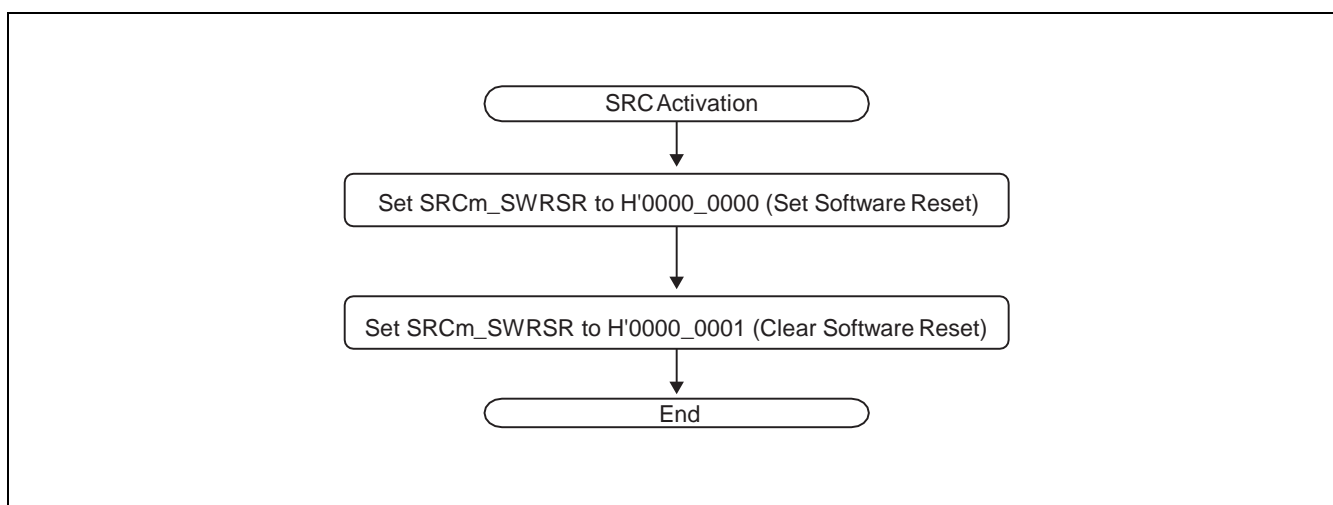 SRC Activation
Set SRCm_SWRSR to H'0000_0000 (Set Software Reset)
Set SRCm_SWRSR to H'0000_0001 (Clear Software Reset)
End